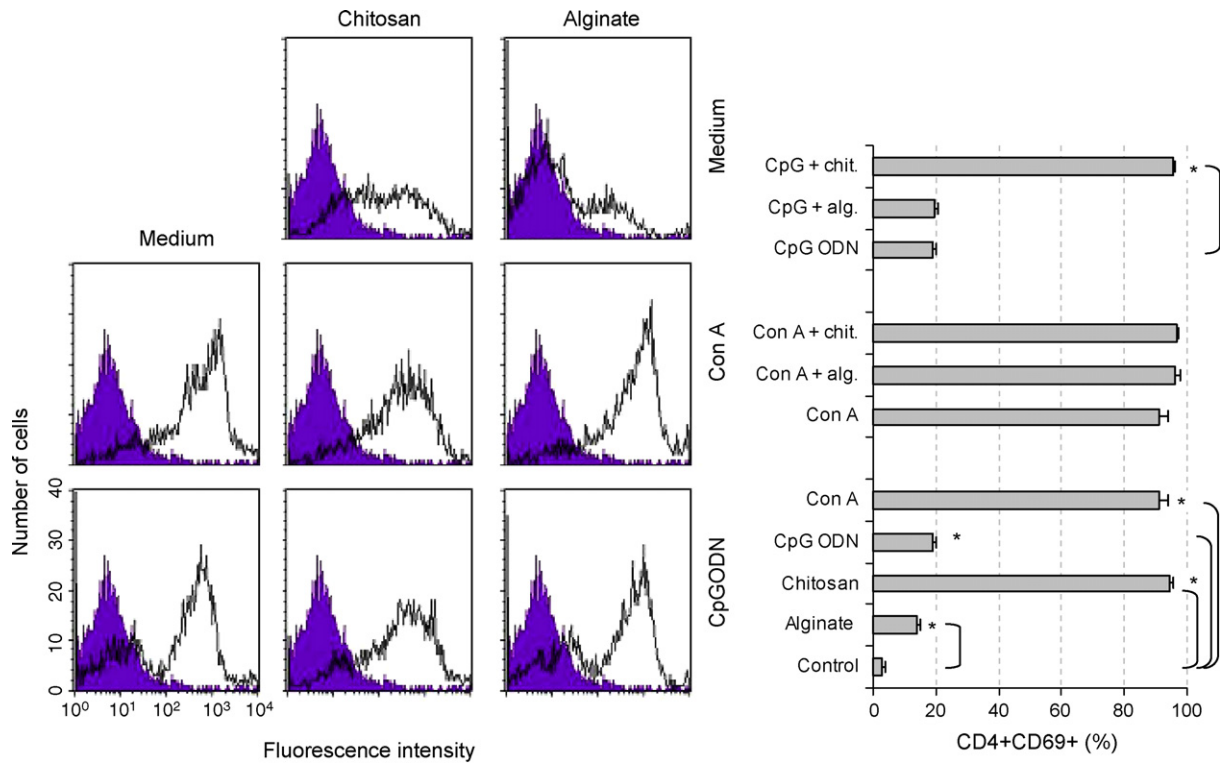 Chitosan
Alginate
Medium
Medium
Con A
CpGODN
Number of cells
40
30
20
10
0
10⁰ 10¹ 10² 10³ 10⁴
Fluorescence intensity
CpG + chit. *
CpG + alg.
CpG ODN
Con A + chit.
Con A + alg.
Con A
Con A *
CpG ODN *
Chitosan *
Alginate *
Control
0 20 40 60 80 100
CD4+CD69+ (%)